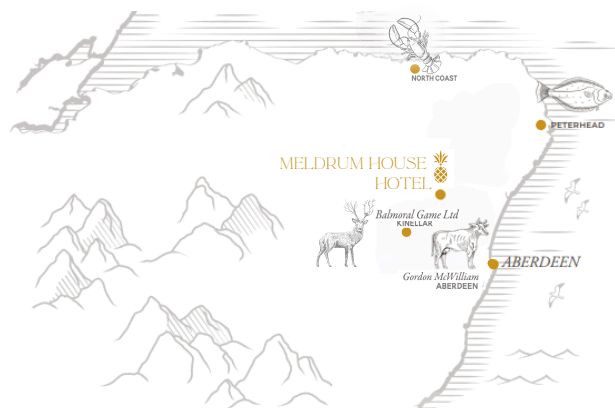 NORTH COAST
PETERHEAD
MELDRUM HOUSE
HOTEL
Balmoral Game Ltd
KINELLAR
ABERDEEN
Gordon McWilliam
ABERDEEN